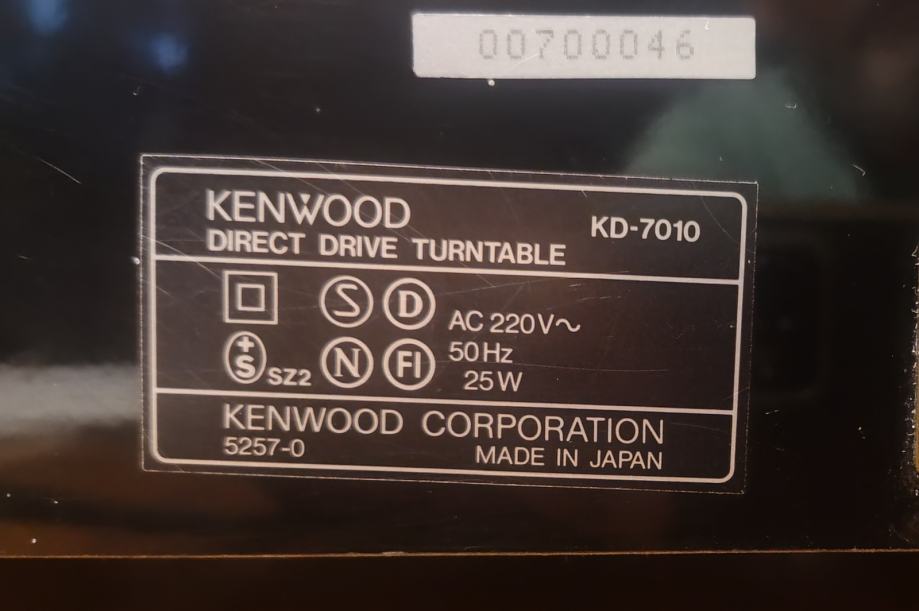 00700046
KENWOOD
DIRECT DRIVE TURNTABLE KD-7010
S D AC 220V~
50Hz
+S SZ2 N FI 25W
KENWOOD CORPORATION
5257-0 MADE IN JAPAN